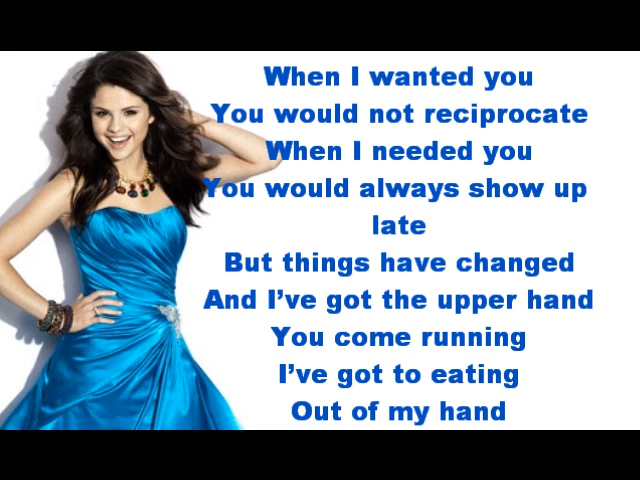 When I wanted you
You would not reciprocate
When I needed you
You would always show up
late
But things have changed
And I've got the upper hand
You come running
I've got to eating
Out of my hand